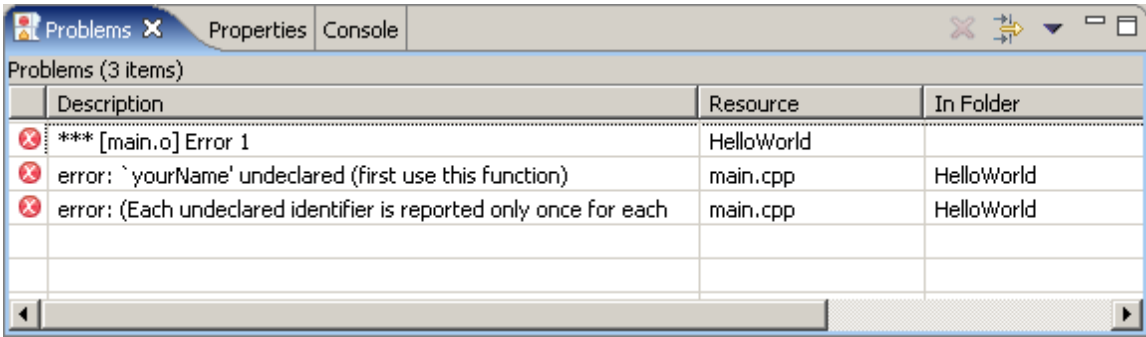 Problems Properties Console
Problems (3 items)
Description Resource In Folder
*** [main.o] Error 1 HelloWorld
error: `yourName' undeclared (first use this function) main.cpp HelloWorld
error: (Each undeclared identifier is reported only once for each main.cpp HelloWorld